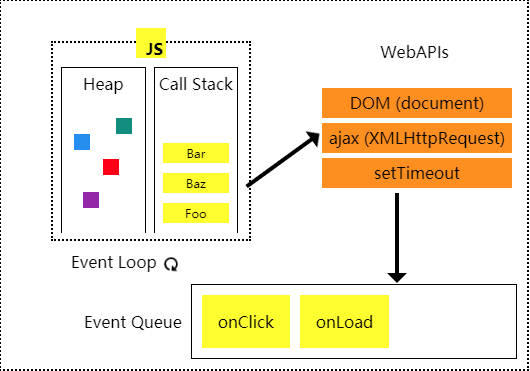 JS
Heap
Call Stack
Bar
Baz
Foo
WebAPIs
DOM (document)
ajax (XMLHttpRequest)
setTimeout
Event Loop
Event Queue
onClick
onLoad